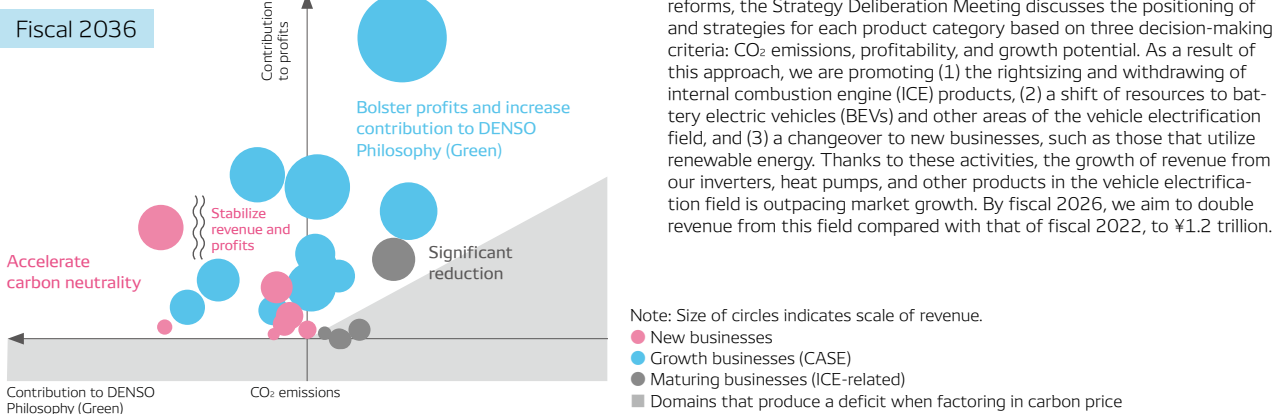 Fiscal 2036
Contribution
to profits
Bolster profits and increase
contribution to DENSO
Philosophy (Green)
Stabilize
revenue and
profits
Accelerate
carbon neutrality
Significant
reduction
Contribution to DENSO
Philosophy (Green)
CO₂ emissions
reforms, the Strategy Deliberation Meeting discusses the positioning of
and strategies for each product category based on three decision-making
criteria: CO₂ emissions, profitability, and growth potential. As a result of
this approach, we are promoting (1) the rightsizing and withdrawing of
internal combustion engine (ICE) products, (2) a shift of resources to bat-
tery electric vehicles (BEVs) and other areas of the vehicle electrification
field, and (3) a changeover to new businesses, such as those that utilize
renewable energy. Thanks to these activities, the growth of revenue from
our inverters, heat pumps, and other products in the vehicle electrifica-
tion field is outpacing market growth. By fiscal 2026, we aim to double
revenue from this field compared with that of fiscal 2022, to ¥1.2 trillion.
Note: Size of circles indicates scale of revenue.
New businesses
Growth businesses (CASE)
Maturing businesses (ICE-related)
Domains that produce a deficit when factoring in carbon price